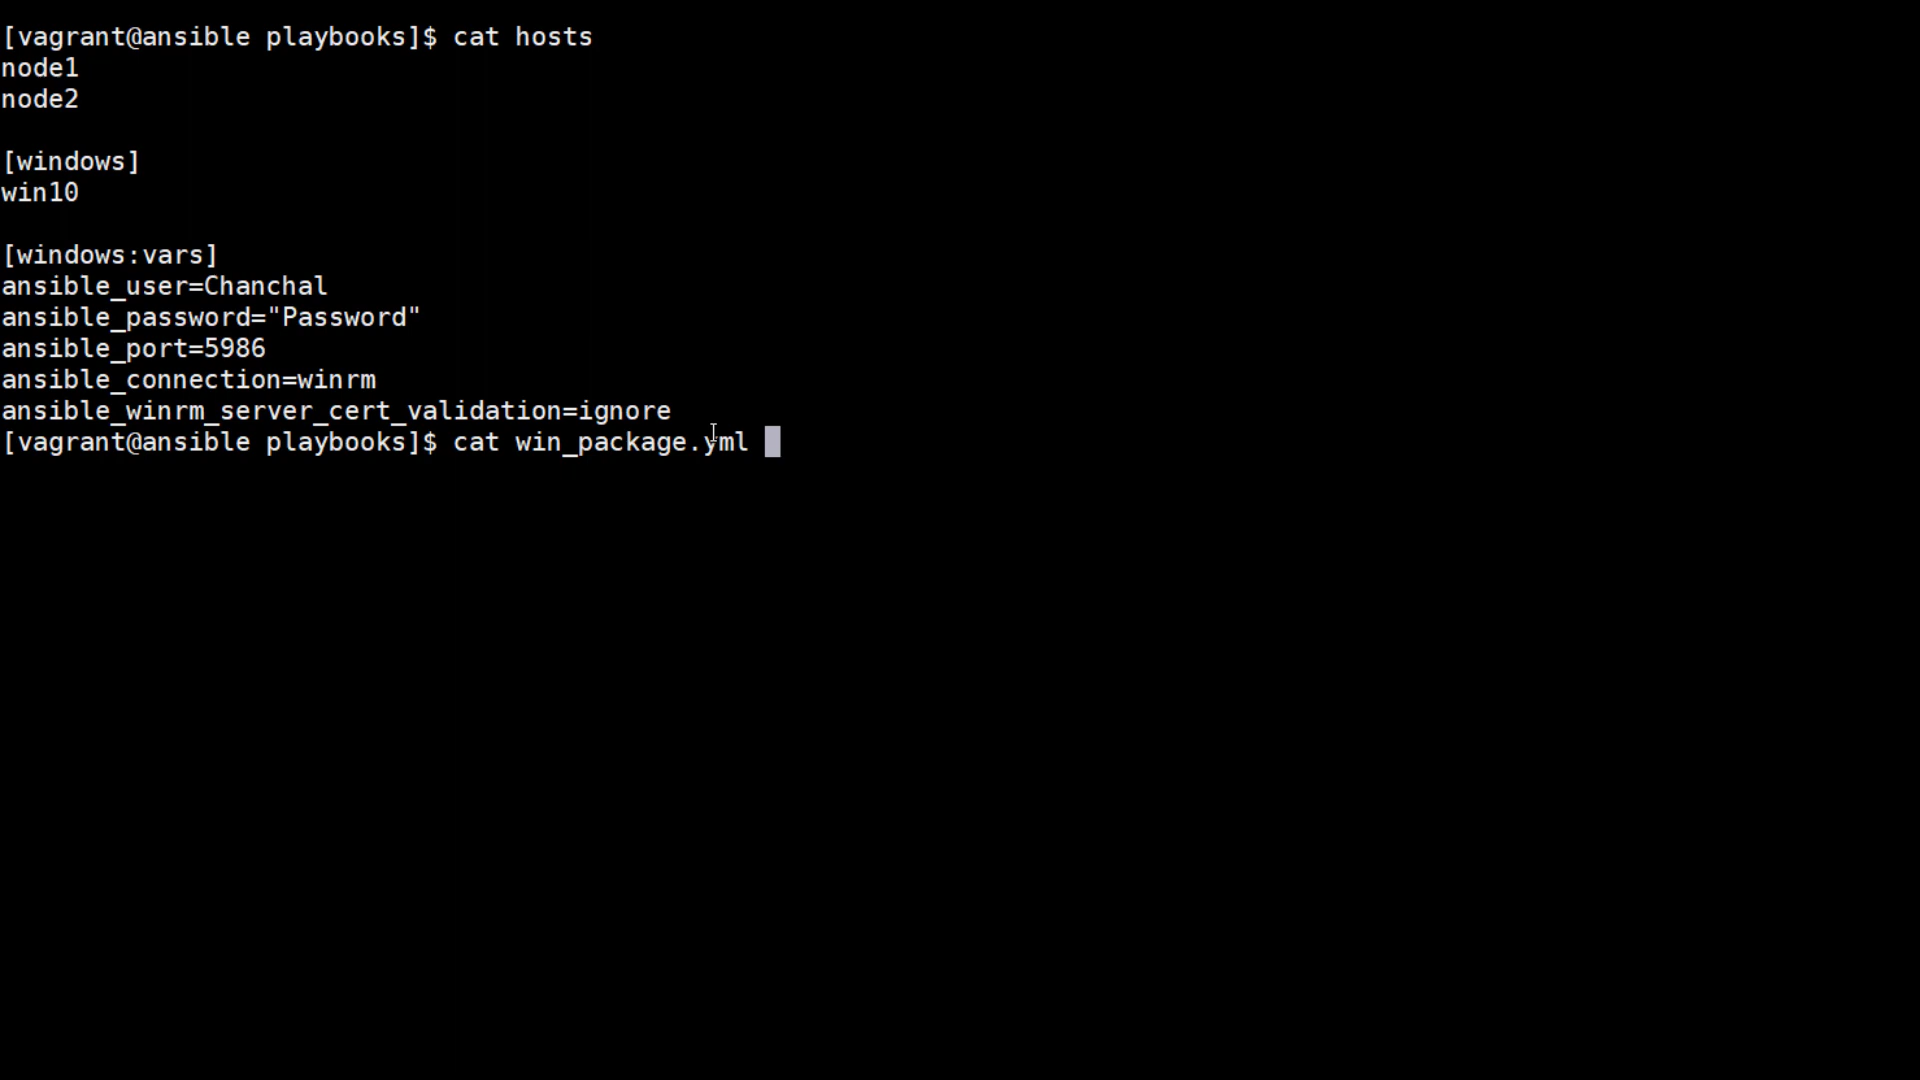 [vagrant@ansible playbooks]$ cat hosts
node1
node2
[windows]
win10
[windows:vars]
ansible_user=Chanchal
ansible_password="Password"
ansible_port=5986
ansible_connection=winrm
ansible_winrm_server_cert_validation=ignore
[vagrant@ansible playbooks]$ cat win_package.yml